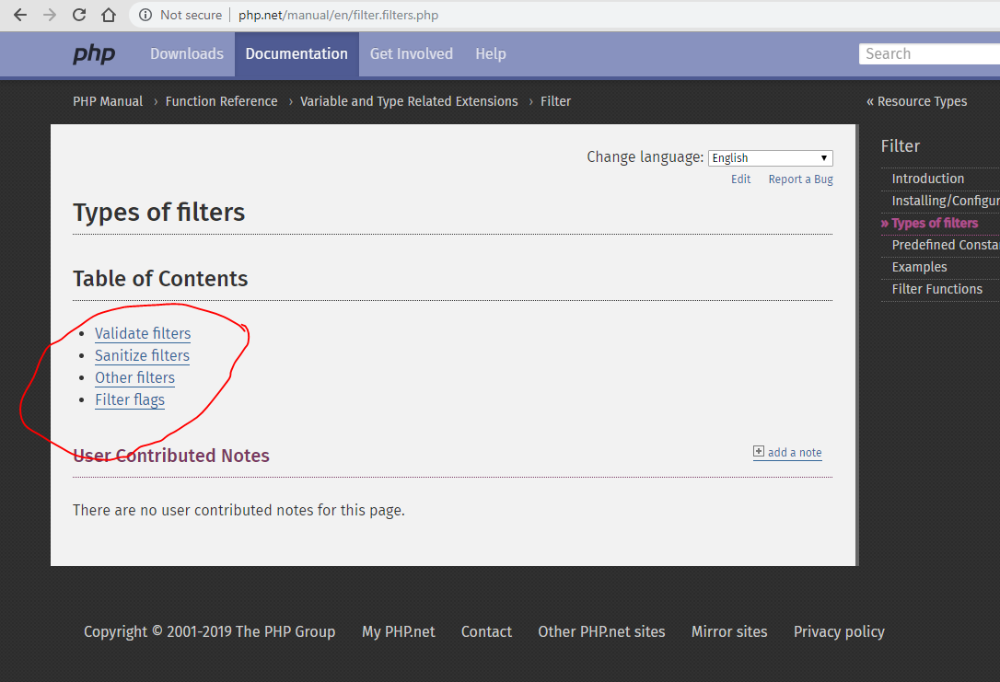 Not secure | php.net/manual/en/filter.filters.php
php Downloads Documentation Get Involved Help Search
PHP Manual › Function Reference › Variable and Type Related Extensions › Filter « Resource Types
Change language: English
Edit Report a Bug
Types of filters
Table of Contents
• Validate filters
• Sanitize filters
• Other filters
• Filter flags
User Contributed Notes
add a note
There are no user contributed notes for this page.
Filter
Introduction
Installing/Configur
» Types of filters
Predefined Consta
Examples
Filter Functions
Copyright © 2001-2019 The PHP Group My PHP.net Contact Other PHP.net sites Mirror sites Privacy policy